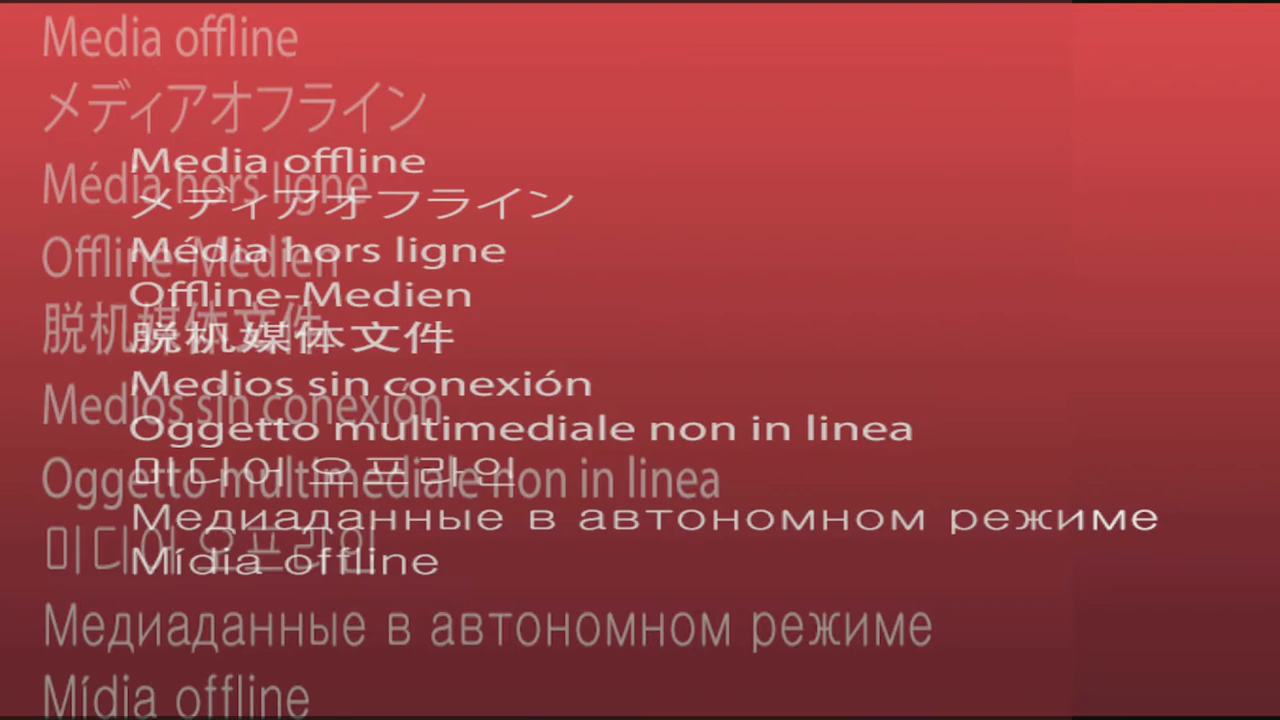 Media offline
メディアオフライン
Média hors ligne
Offline-Medien
脱机媒体文件
Medios sin conexión
Oggetto multimediale non in linea
미디어 오프라인
Медиаданные в автономном режиме
Mídia offline
Media offline
メディアオフライン
Média hors ligne
Offline-Medien
脱机媒体文件
Medios sin conexión
Oggetto multimediale non in linea
미디어 오프라인
Медиаданные в автономном режиме
Mídia offline